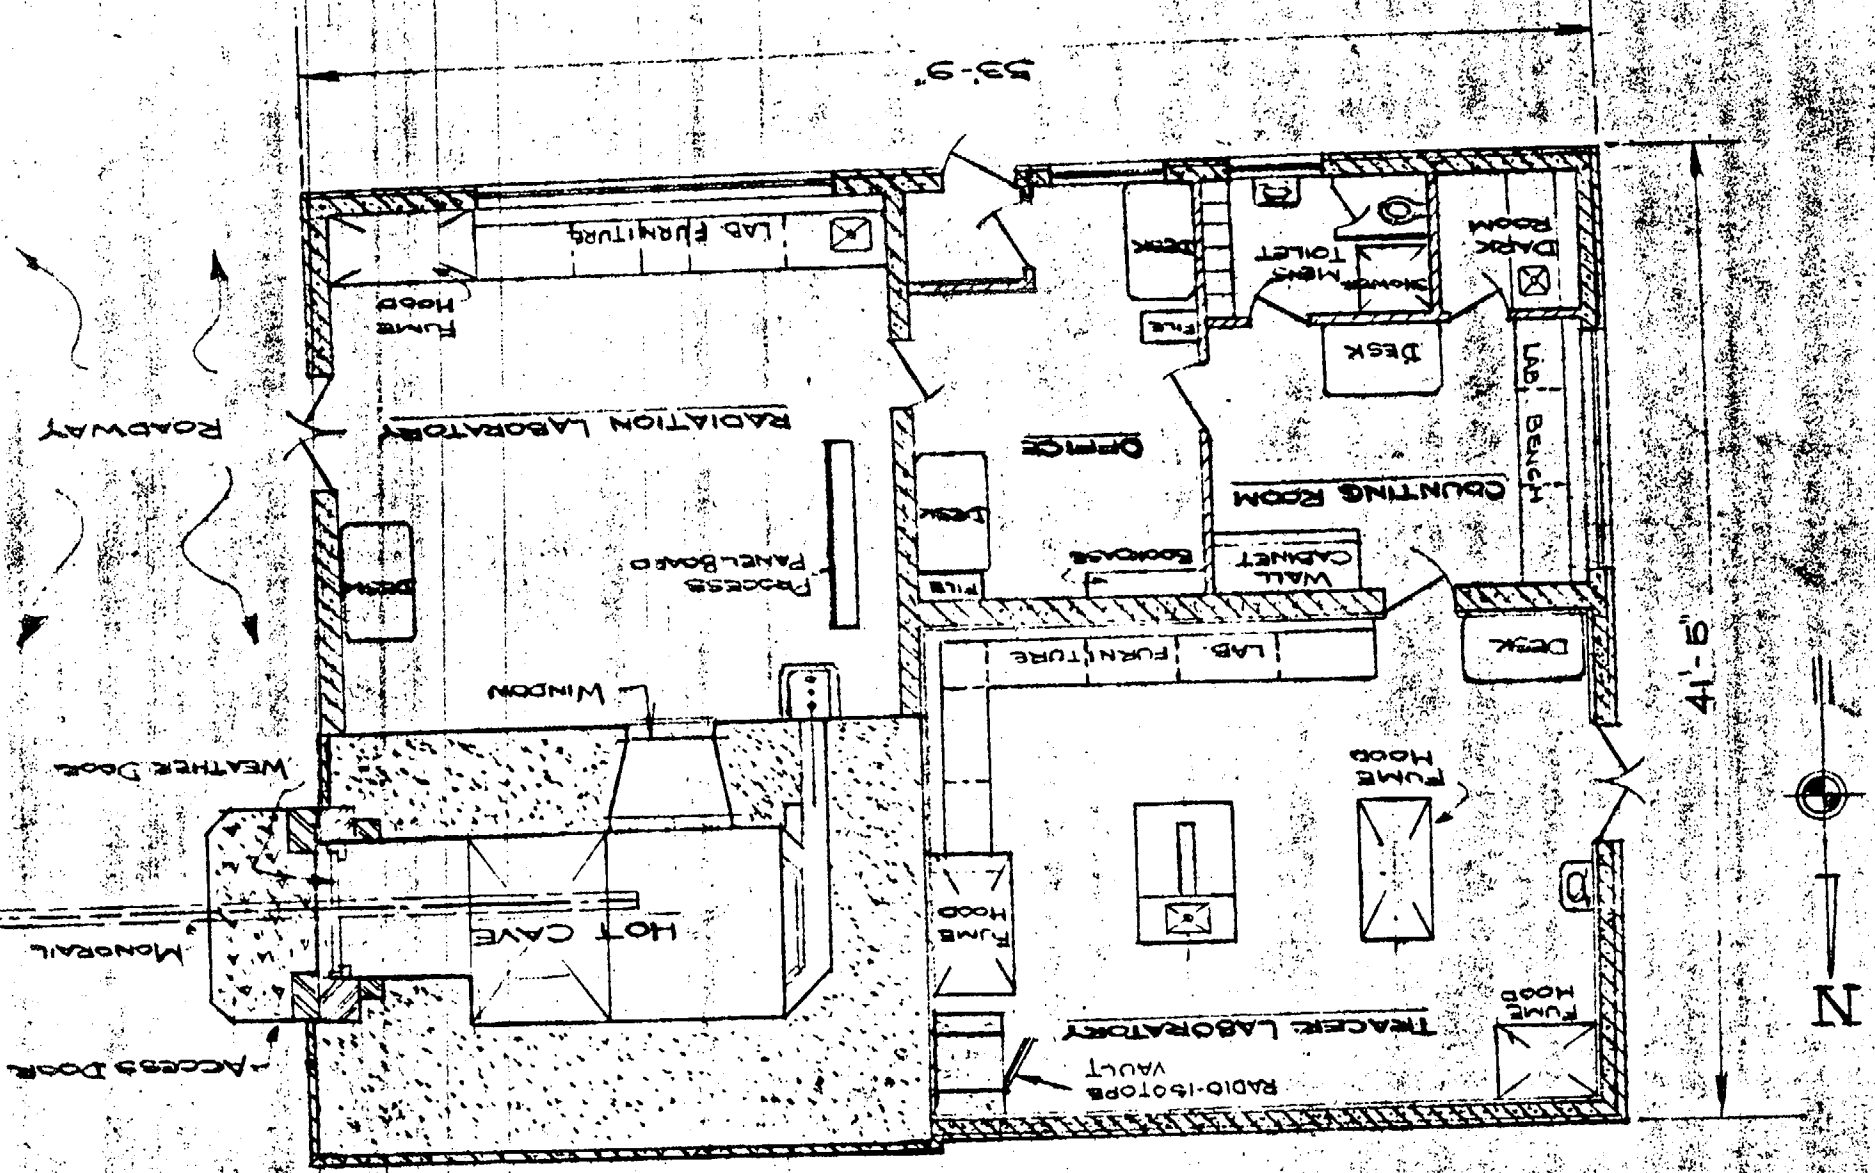 ACCESS DOOR
MONORAIL
WEATHER DOOR
HOT CAVE
WINDOW
RADIO-ISOTOPE
VAULT
TRACER LABORATORY
FUME
HOOD
FUME
HOOD
FUME
HOOD
N
41'-5"
LAB. FURNITURE
DESK
DESK
PROCESS
PANEL BOARD
RADIATION LABORATORY
ROADWAY
FUME
HOOD
LAB FURNITURE
FILE
DESK
BOOKCASE
OFFICE
FILE
DESK
WALL
CABINET
COUNTING ROOM
LAB. BENCH
DESK
SHOWER
MENS
TOILET
DARK
ROOM
53'-9"